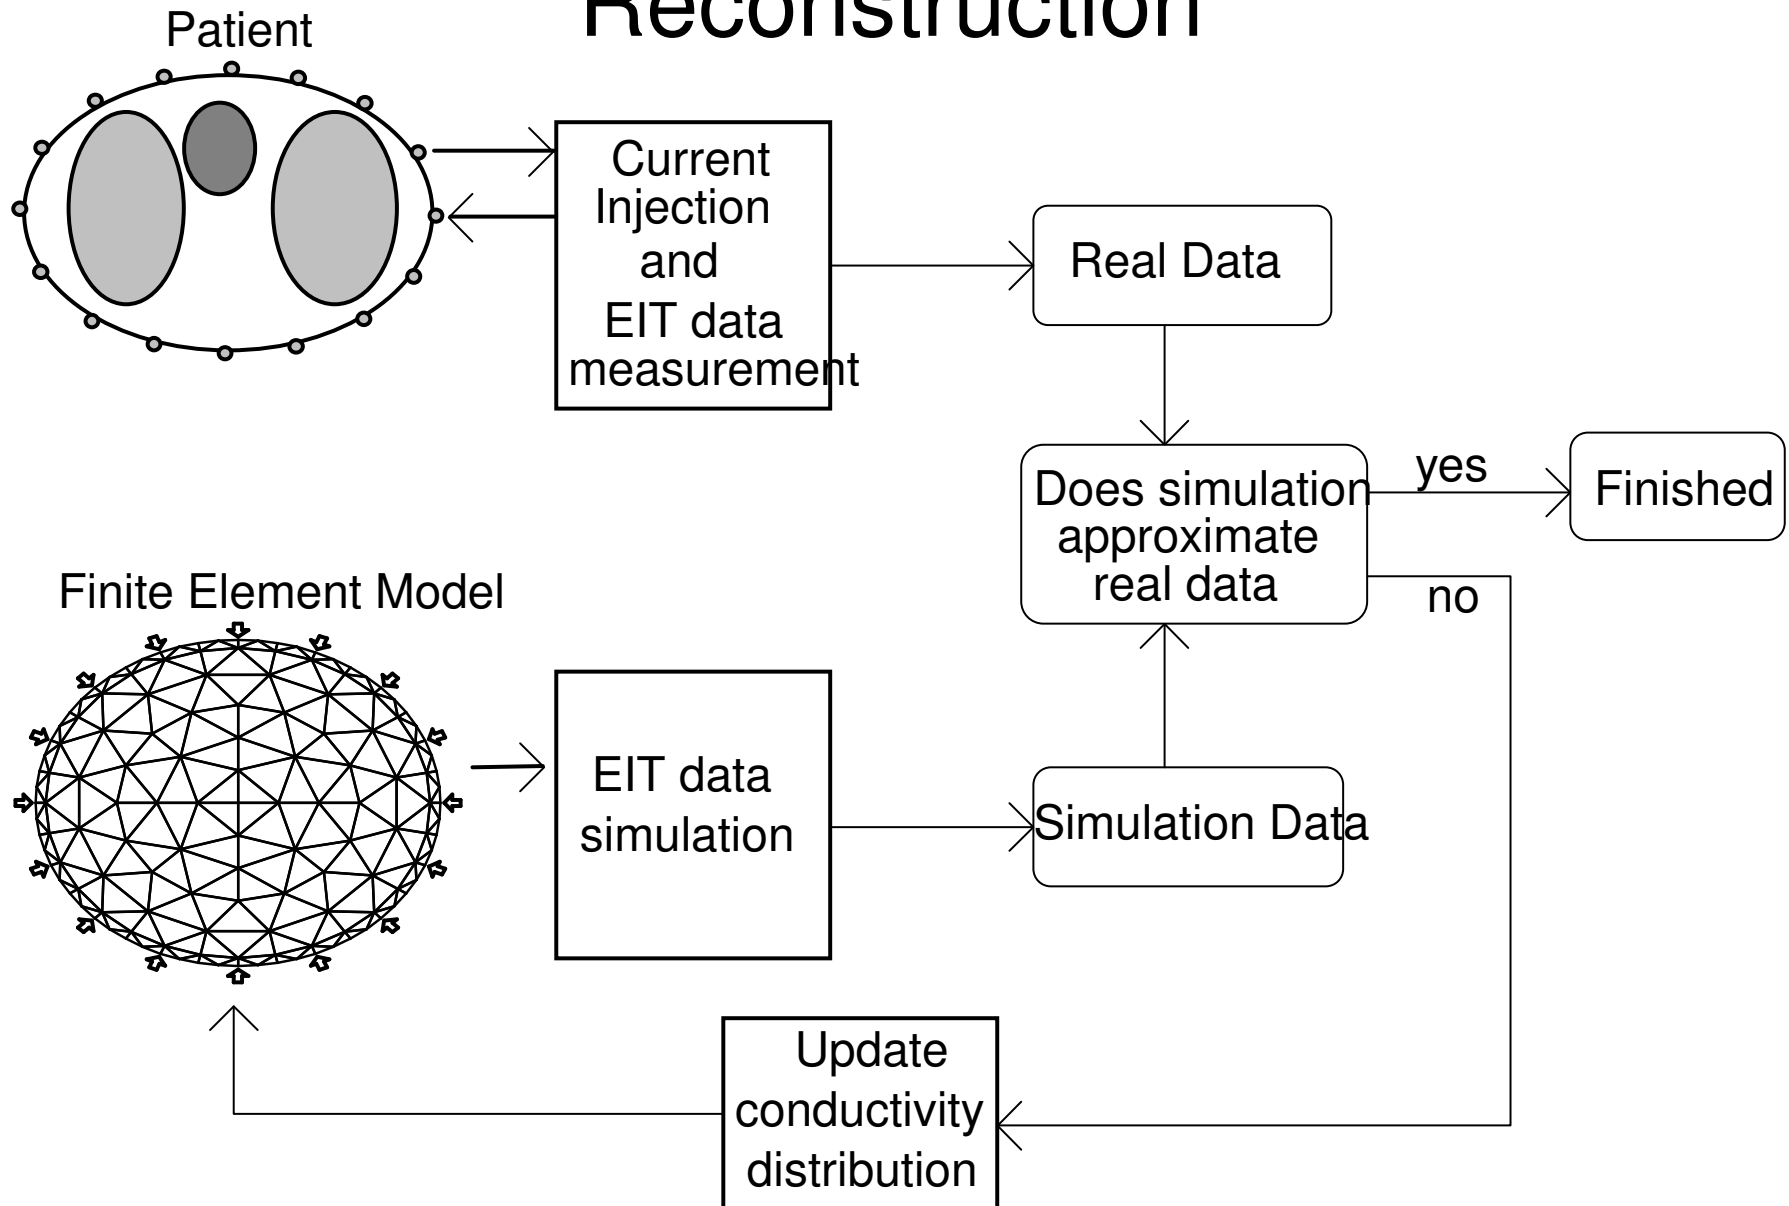 Reconstruction
Patient
Current
Injection
and
EIT data
measurement
Real Data
Does simulation
approximate
real data
yes
Finished
no
Finite Element Model
EIT data
simulation
Simulation Data
Update
conductivity
distribution